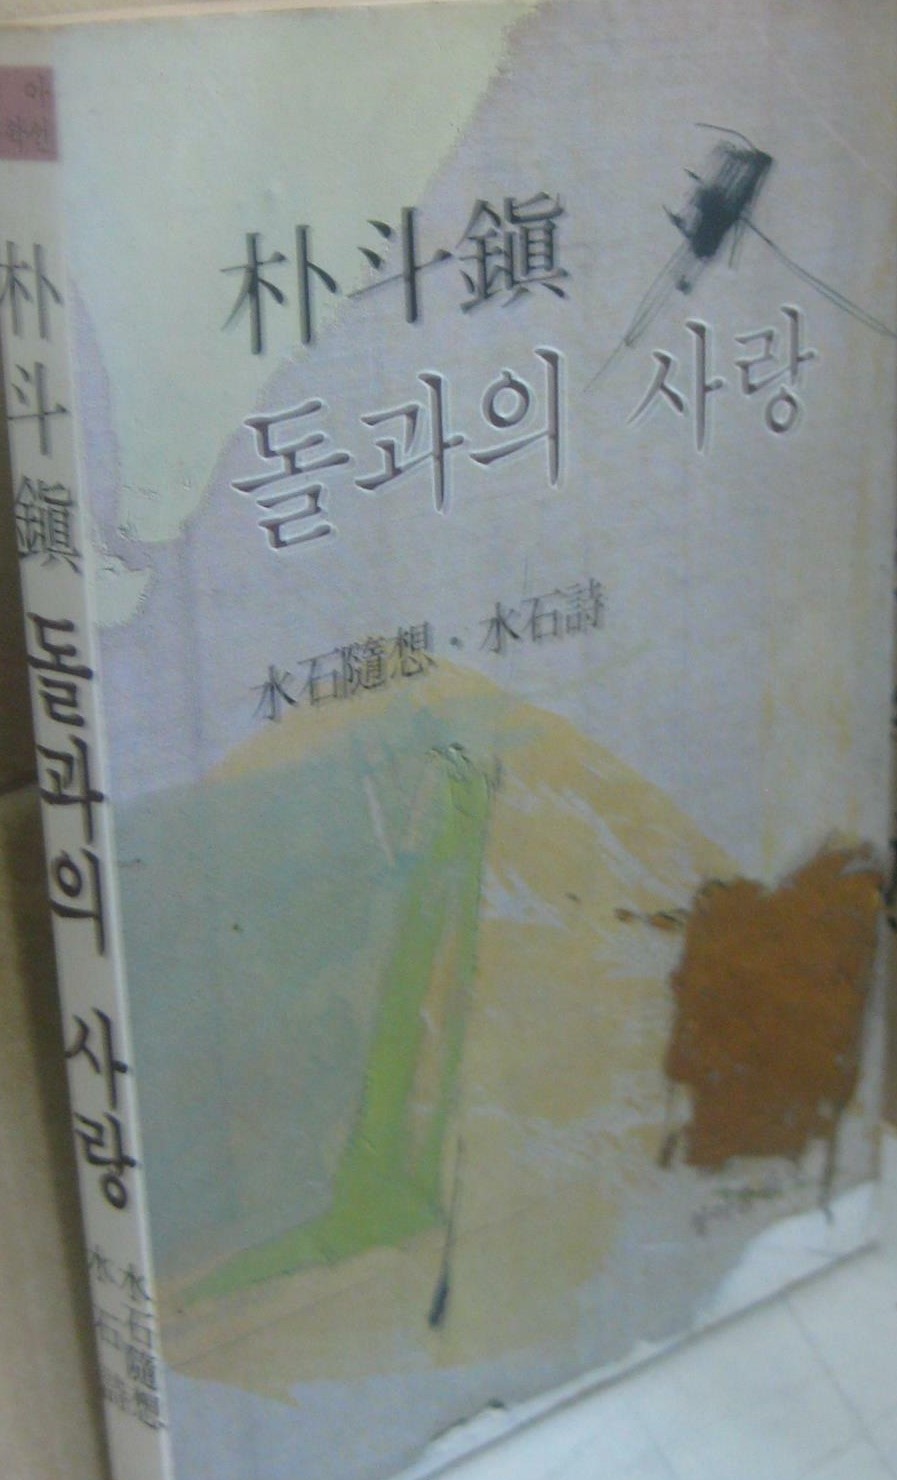 朴斗鎭
돌과의 사랑
水石隨想·水石詩
朴斗鎭 돌과의 사랑
水石隨想
水石詩